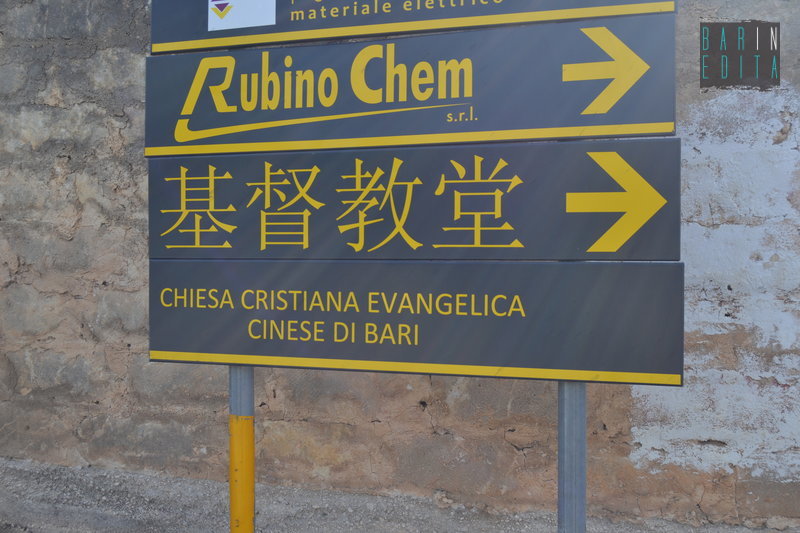 materiale elettrico
Rubino Chem
s.r.l.
基督教堂
CHIESA CRISTIANA EVANGELICA
CINESE DI BARI
BARIN
EDITA